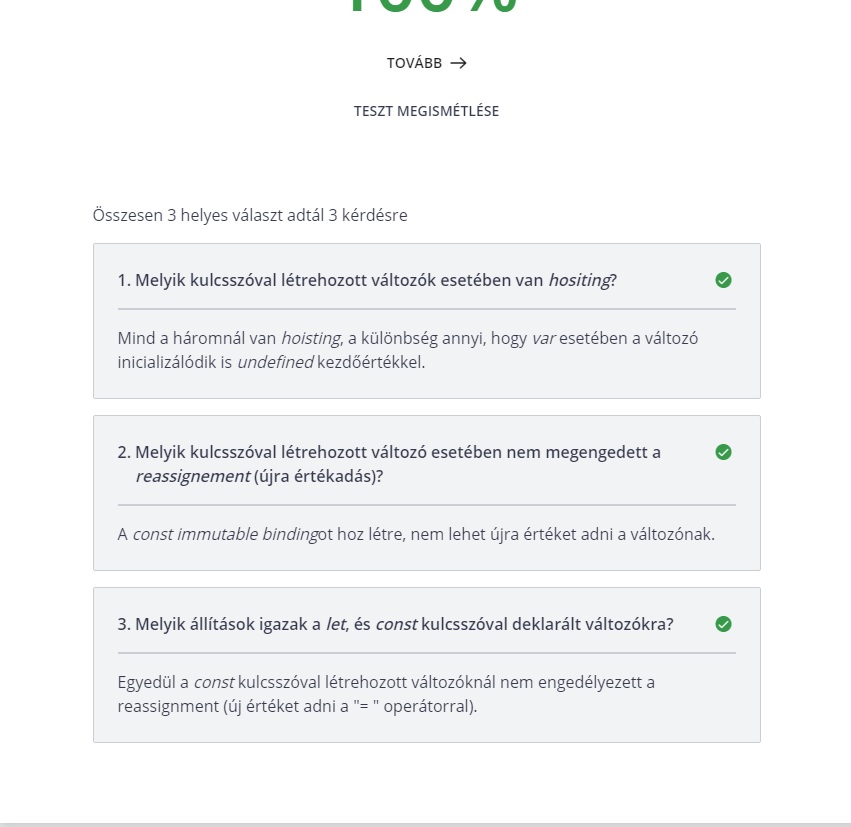 100%
TOVÁBB →
TESZT MEGISMÉTLÉSE
Összesen 3 helyes választ adtál 3 kérdésre
1. Melyik kulcsszóval létrehozott változók esetében van hositing?
Mind a háromnál van hoisting, a különbség annyi, hogy var esetében a változó
inicializálódik is undefined kezdőértékkel.
2. Melyik kulcsszóval létrehozott változó esetében nem megengedett a
reassignement (újra értékadás)?
A const immutable bindingot hoz létre, nem lehet újra értéket adni a változónak.
3. Melyik állítások igazak a let, és const kulcsszóval deklarált változókra?
Egyedül a const kulcsszóval létrehozott változóknál nem engedélyezett a
reassignment (új értéket adni a "= " operátorral).